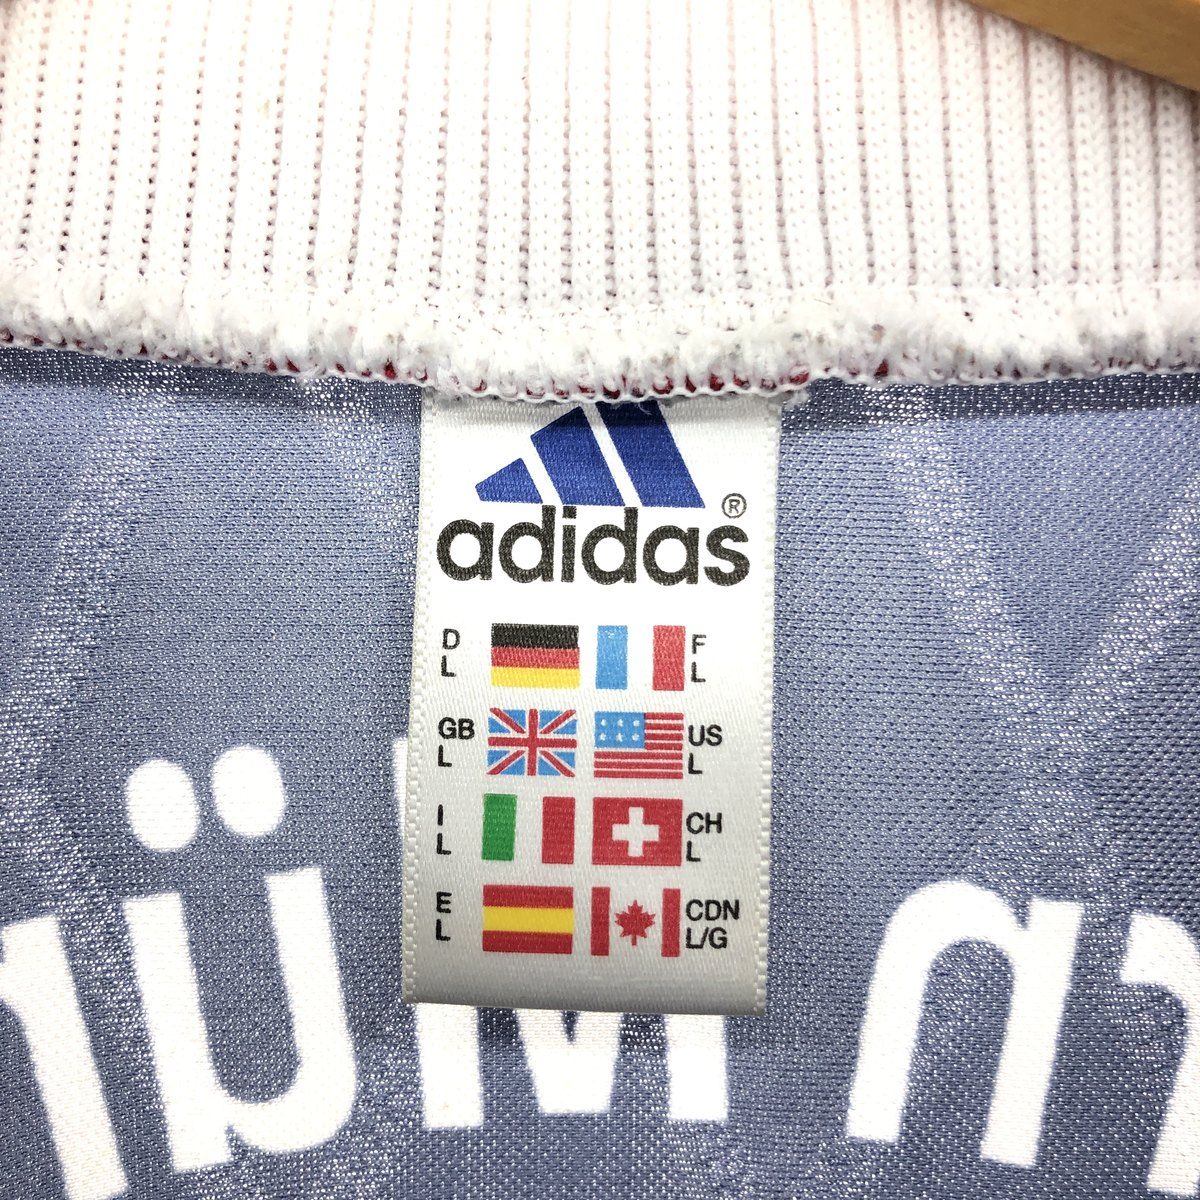 adidas®
D F
L L
GB US
L L
I CH
L L
E CDN
L L/G